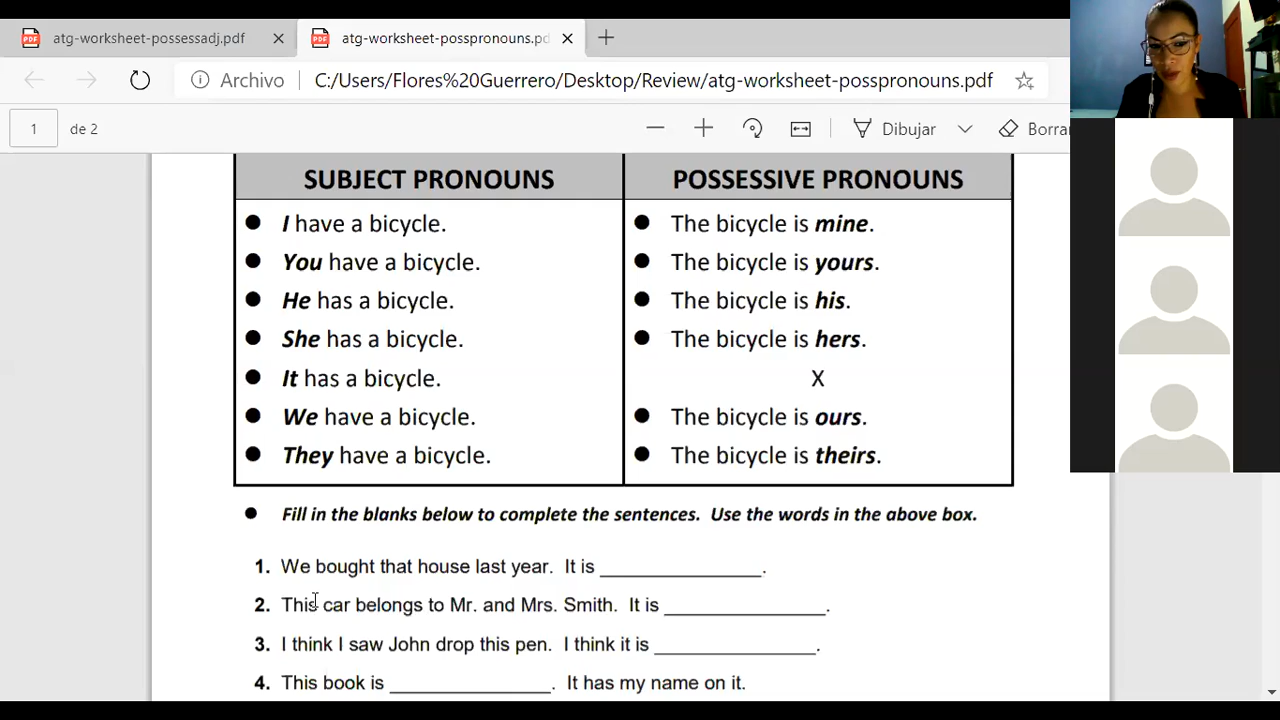 atg-worksheet-possessadj.pdf
atg-worksheet-posspronouns.pd
Archivo C:/Users/Flores%20Guerrero/Desktop/Review/atg-worksheet-posspronouns.pdf
1 de 2 Dibujar Borra
SUBJECT PRONOUNS POSSESSIVE PRONOUNS
● I have a bicycle. ● The bicycle is mine.
● You have a bicycle. ● The bicycle is yours.
● He has a bicycle. ● The bicycle is his.
● She has a bicycle. ● The bicycle is hers.
● It has a bicycle. X
● We have a bicycle. ● The bicycle is ours.
● They have a bicycle. ● The bicycle is theirs.
● Fill in the blanks below to complete the sentences. Use the words in the above box.
1. We bought that house last year. It is _______________.
2. This car belongs to Mr. and Mrs. Smith. It is _______________.
3. I think I saw John drop this pen. I think it is _______________.
4. This book is _______________. It has my name on it.